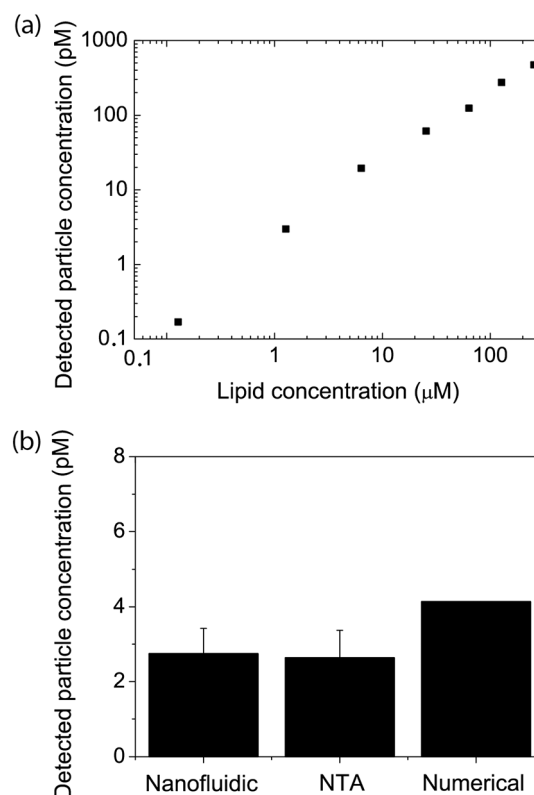 (a)
Detected particle concentration (pM)
1000
100
10
1
0.1
0.1 1 10 100
Lipid concentration (μM)
(b)
Detected particle concentration (pM)
8
6
4
2
0
Nanofluidic NTA Numerical